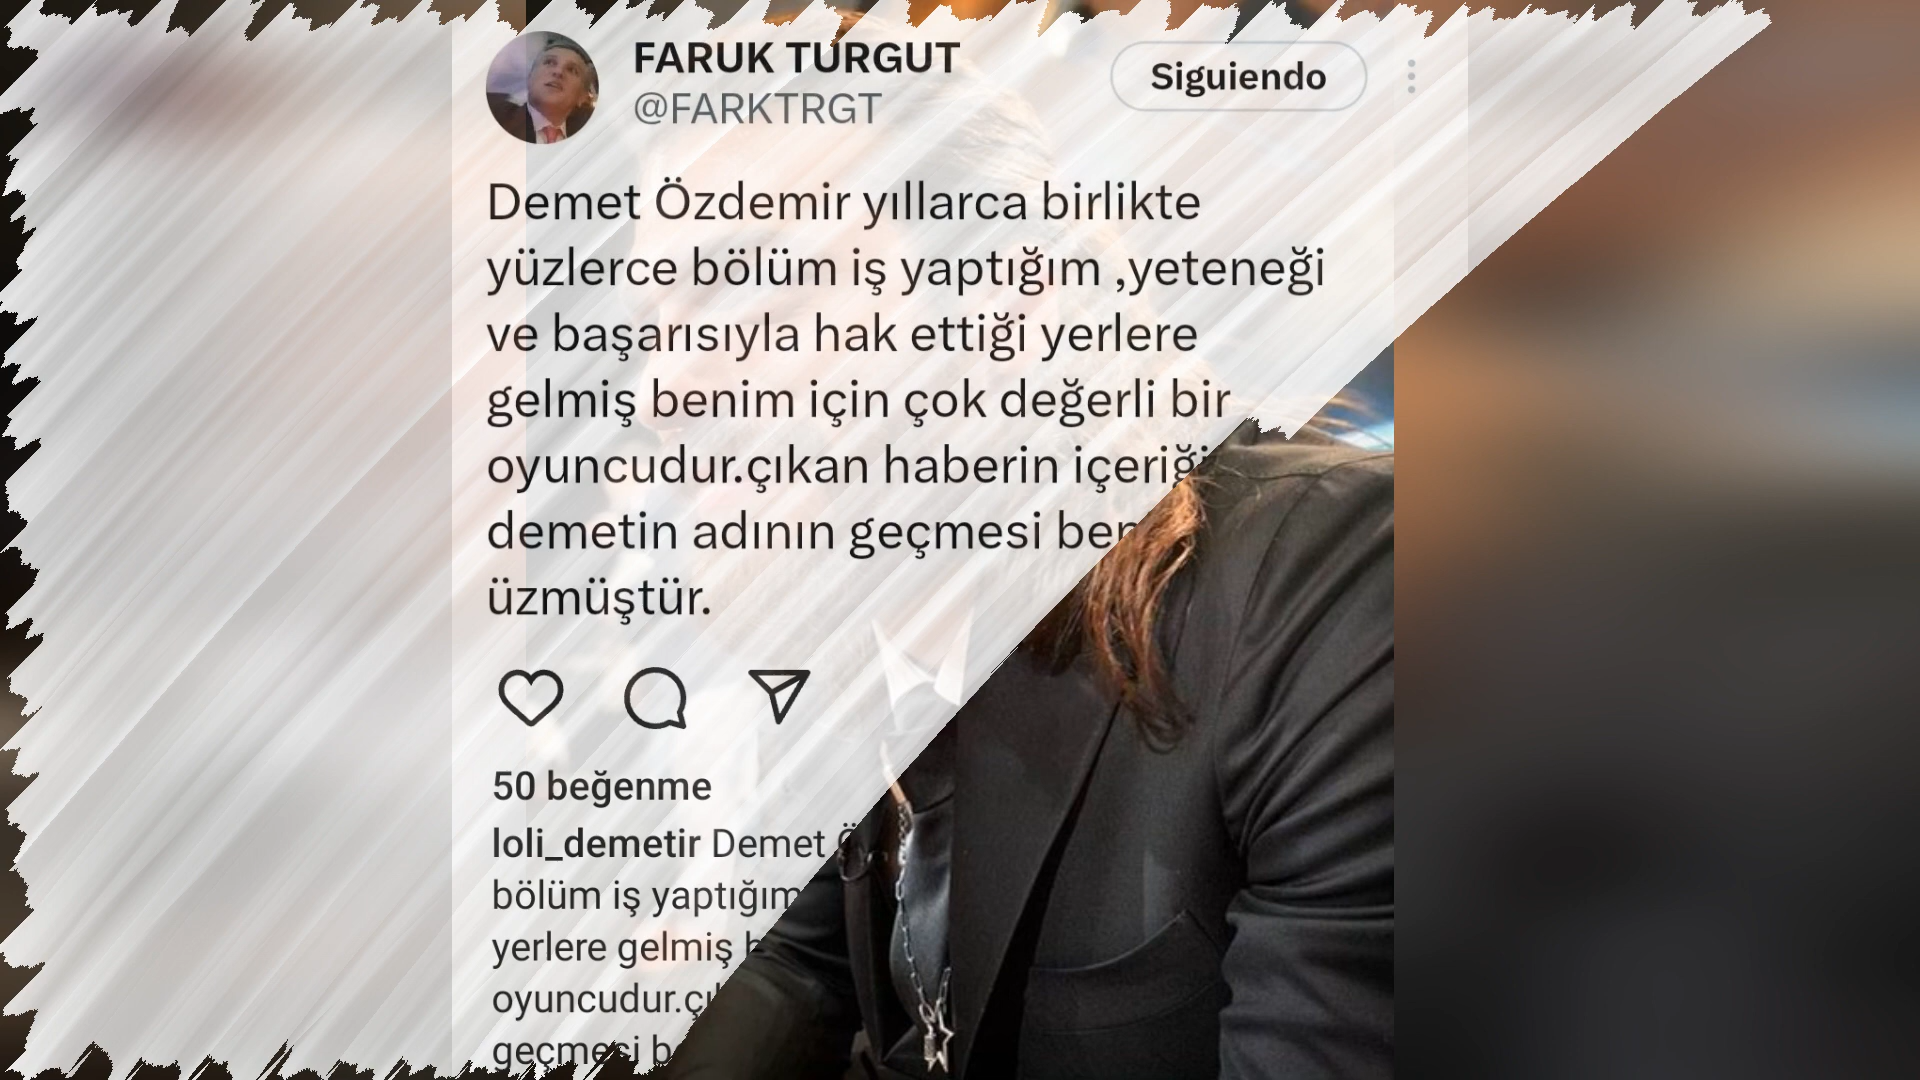 FARUK TURGUT
@FARKTRGT
Siguiendo
Demet Özdemir yıllarca birlikte
yüzlerce bölüm iş yaptığım ,yeteneği
ve başarısıyla hak ettiği yerlere
gelmiş benim için çok değerli bir
oyuncudur.çıkan haberin
demetin adının geçmesi
üzmüştür.
50 beğenme
loli_demetir Demet
bölüm iş yaptığım
yerlere gelmiş
geçmesi